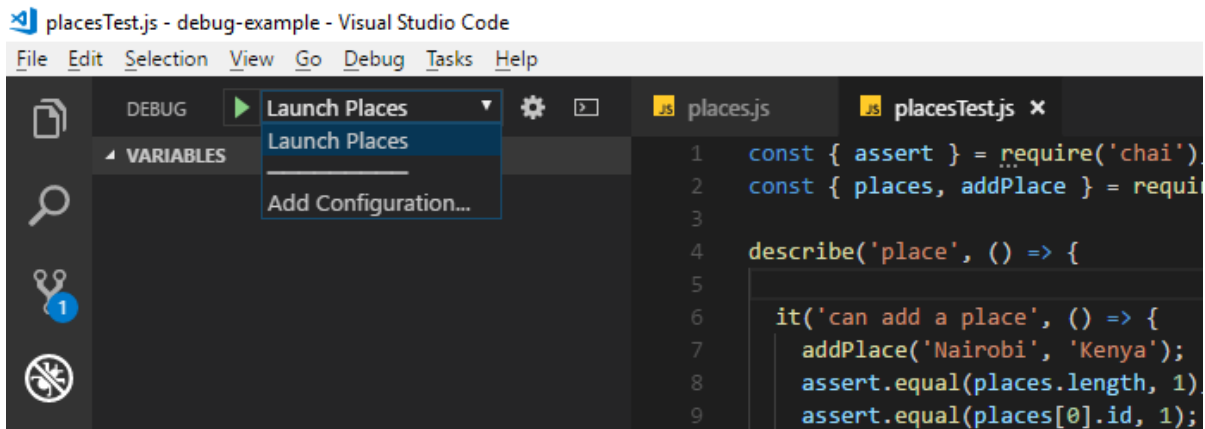 placesTest.js - debug-example - Visual Studio Code
File Edit Selection View Go Debug Tasks Help
DEBUG Launch Places
Launch Places
Add Configuration...
VARIABLES
1
JS places.js JS placesTest.js ×
1 const { assert } = require('chai')
2 const { places, addPlace } = requi
3
4 describe('place', () => {
5
6 it('can add a place', () => {
7 addPlace('Nairobi', 'Kenya');
8 assert.equal(places.length, 1)
9 assert.equal(places[0].id, 1);